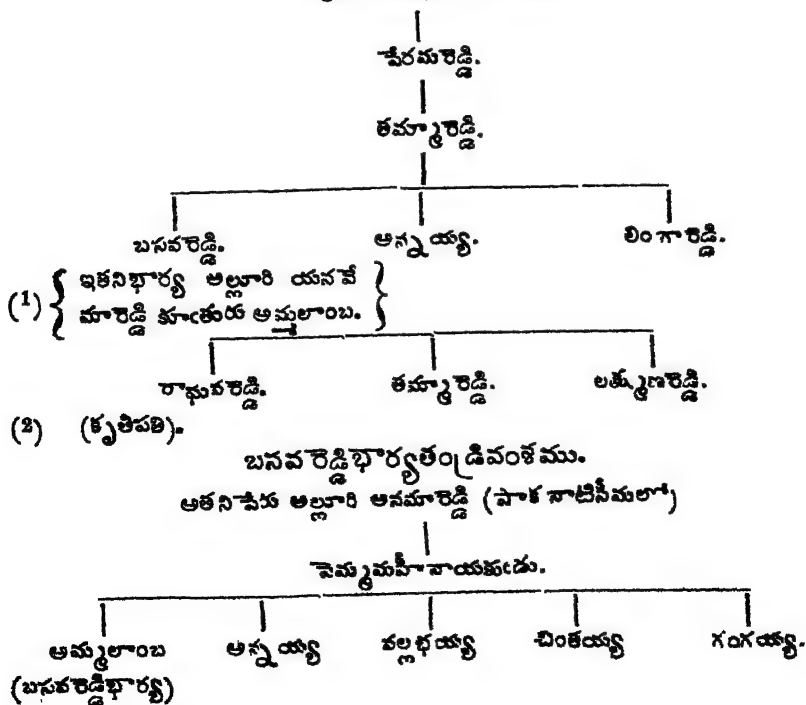 పేరమరెడ్డి.
తమ్మారెడ్డి.
బసవరెడ్డి. అన్నయ్య. లింగారెడ్డి.
(1) { ఇతనిభార్య అల్లూరి యనవే
మారెడ్డి కూఁతురు అమ్మలాంబ. }
రాఘవరెడ్డి. తమ్మారెడ్డి. లక్ష్మణరెడ్డి.
(2) (కృతిపతి).
బసవరెడ్డిభార్యతండ్రివంశము.
ఆతనిపేరు అల్లూరి అనమారెడ్డి (పాకనాటిసీమలో)
వెమ్మమహీనాయకుఁడు.
అమ్మలాంబ అన్నయ్య వల్లభయ్య చింతయ్య గంగయ్య.
(బసవరెడ్డిభార్య)